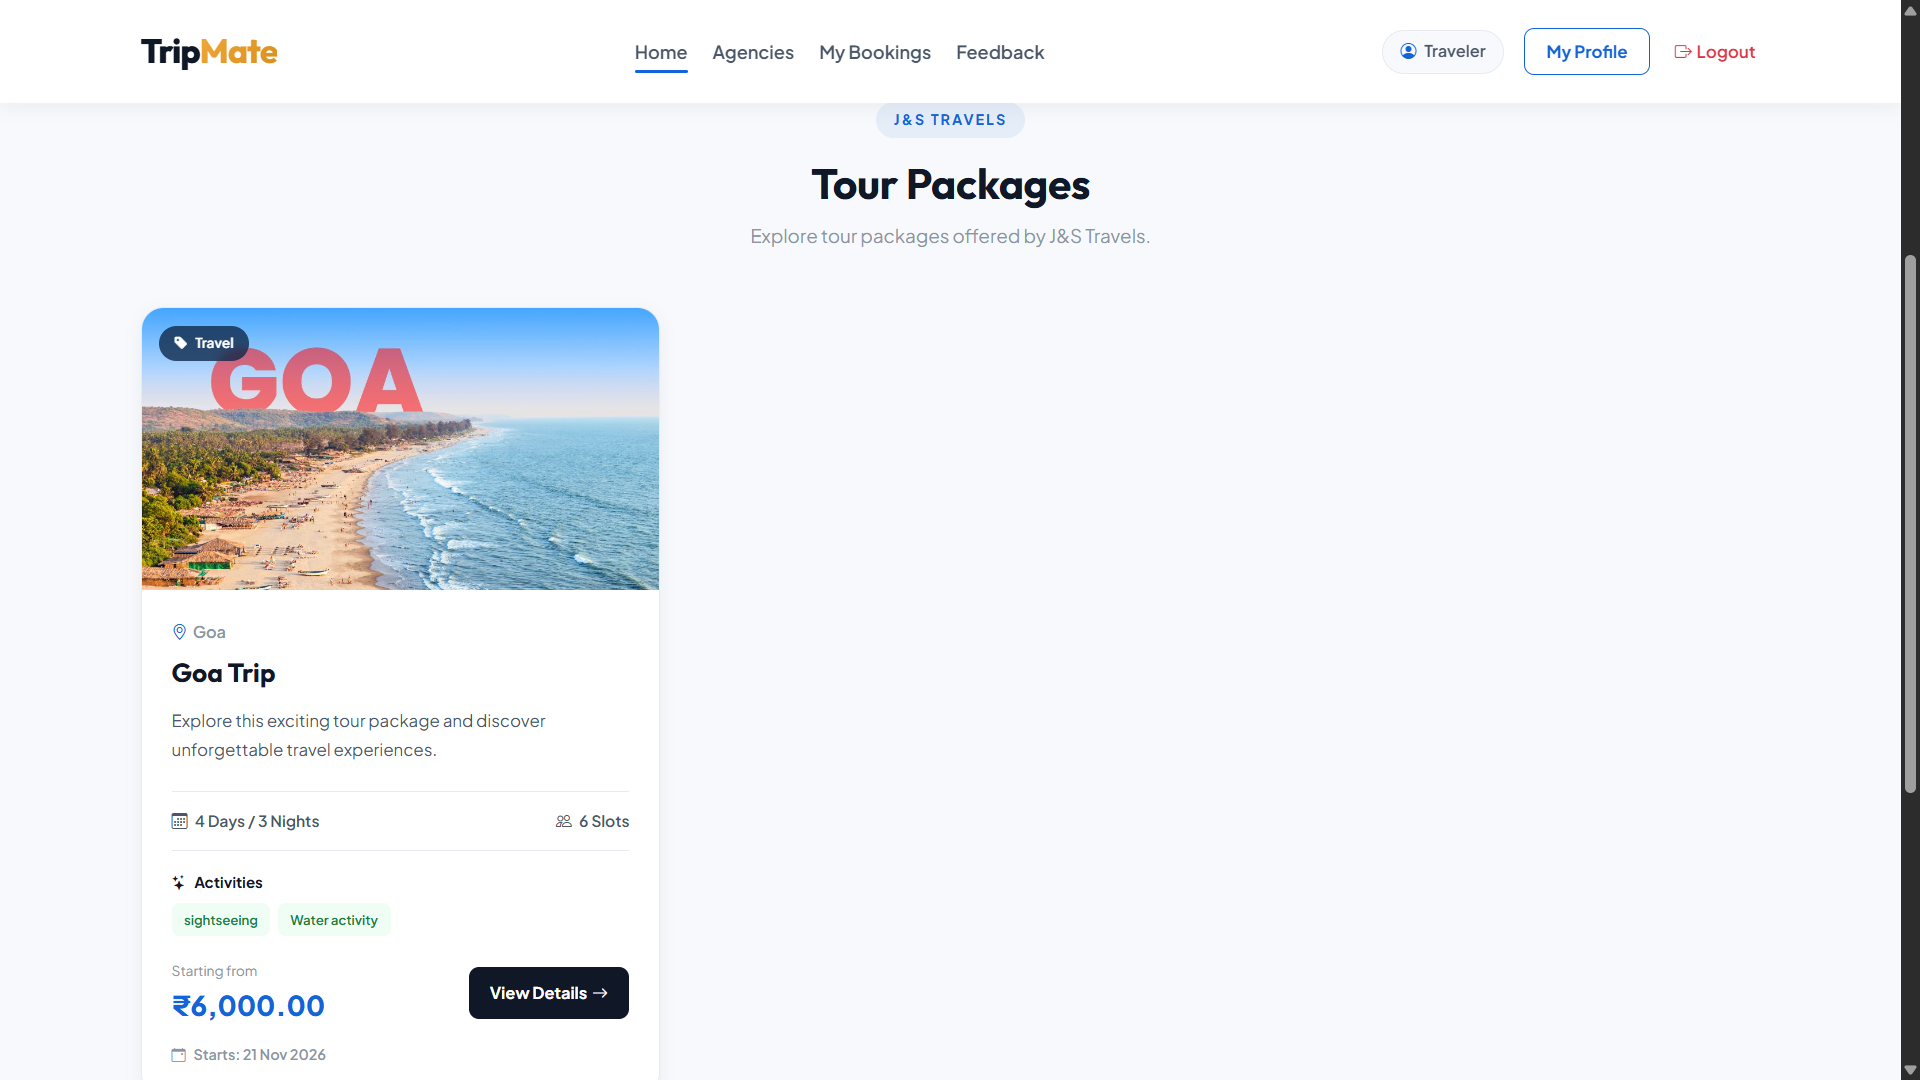 TripMate
Home Agencies My Bookings Feedback
Traveler My Profile Logout
J&S TRAVELS
Tour Packages
Explore tour packages offered by J&S Travels.
Travel
GOA
Goa
Goa Trip
Explore this exciting tour package and discover
unforgettable travel experiences.
4 Days / 3 Nights 6 Slots
Activities
sightseeing Water activity
Starting from
₹6,000.00
View Details →
Starts: 21 Nov 2026